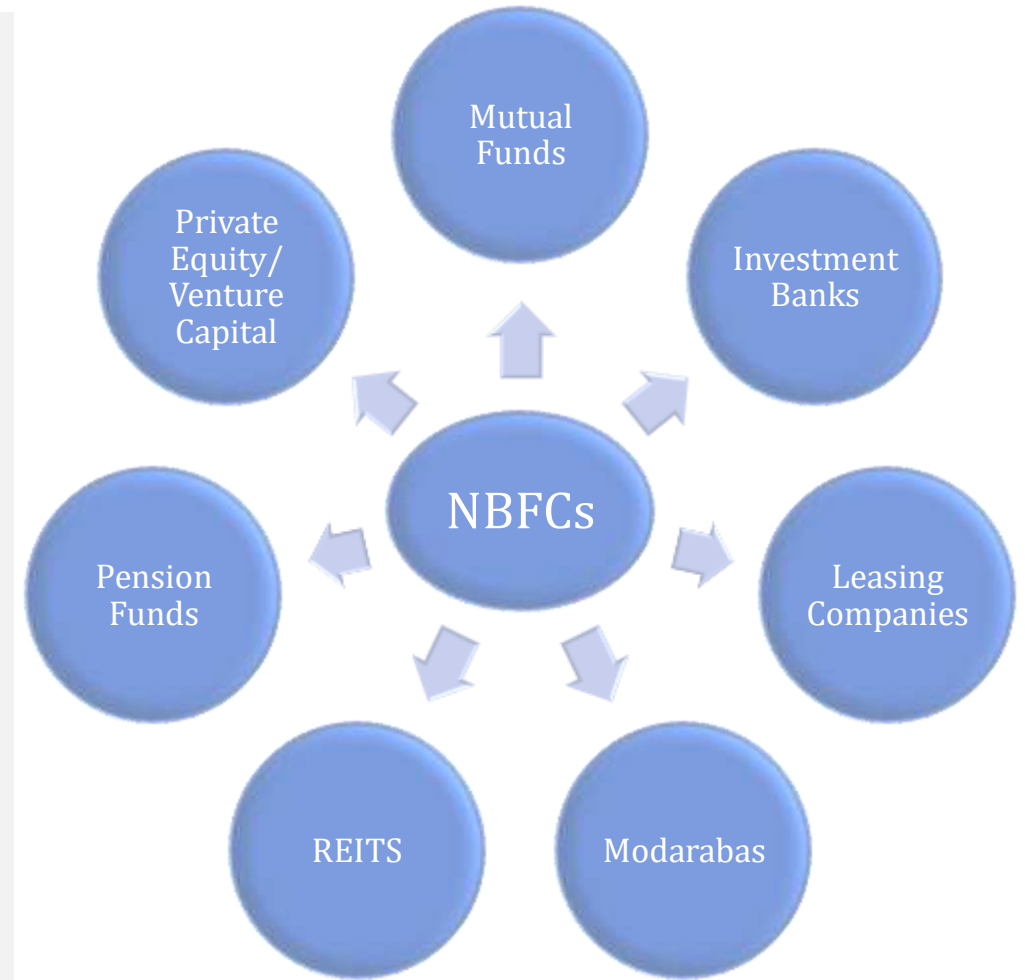 Mutual
Funds
Investment
Banks
Leasing
Companies
Modarabas
REITS
Pension
Funds
Private
Equity/
Venture
Capital
NBFCs